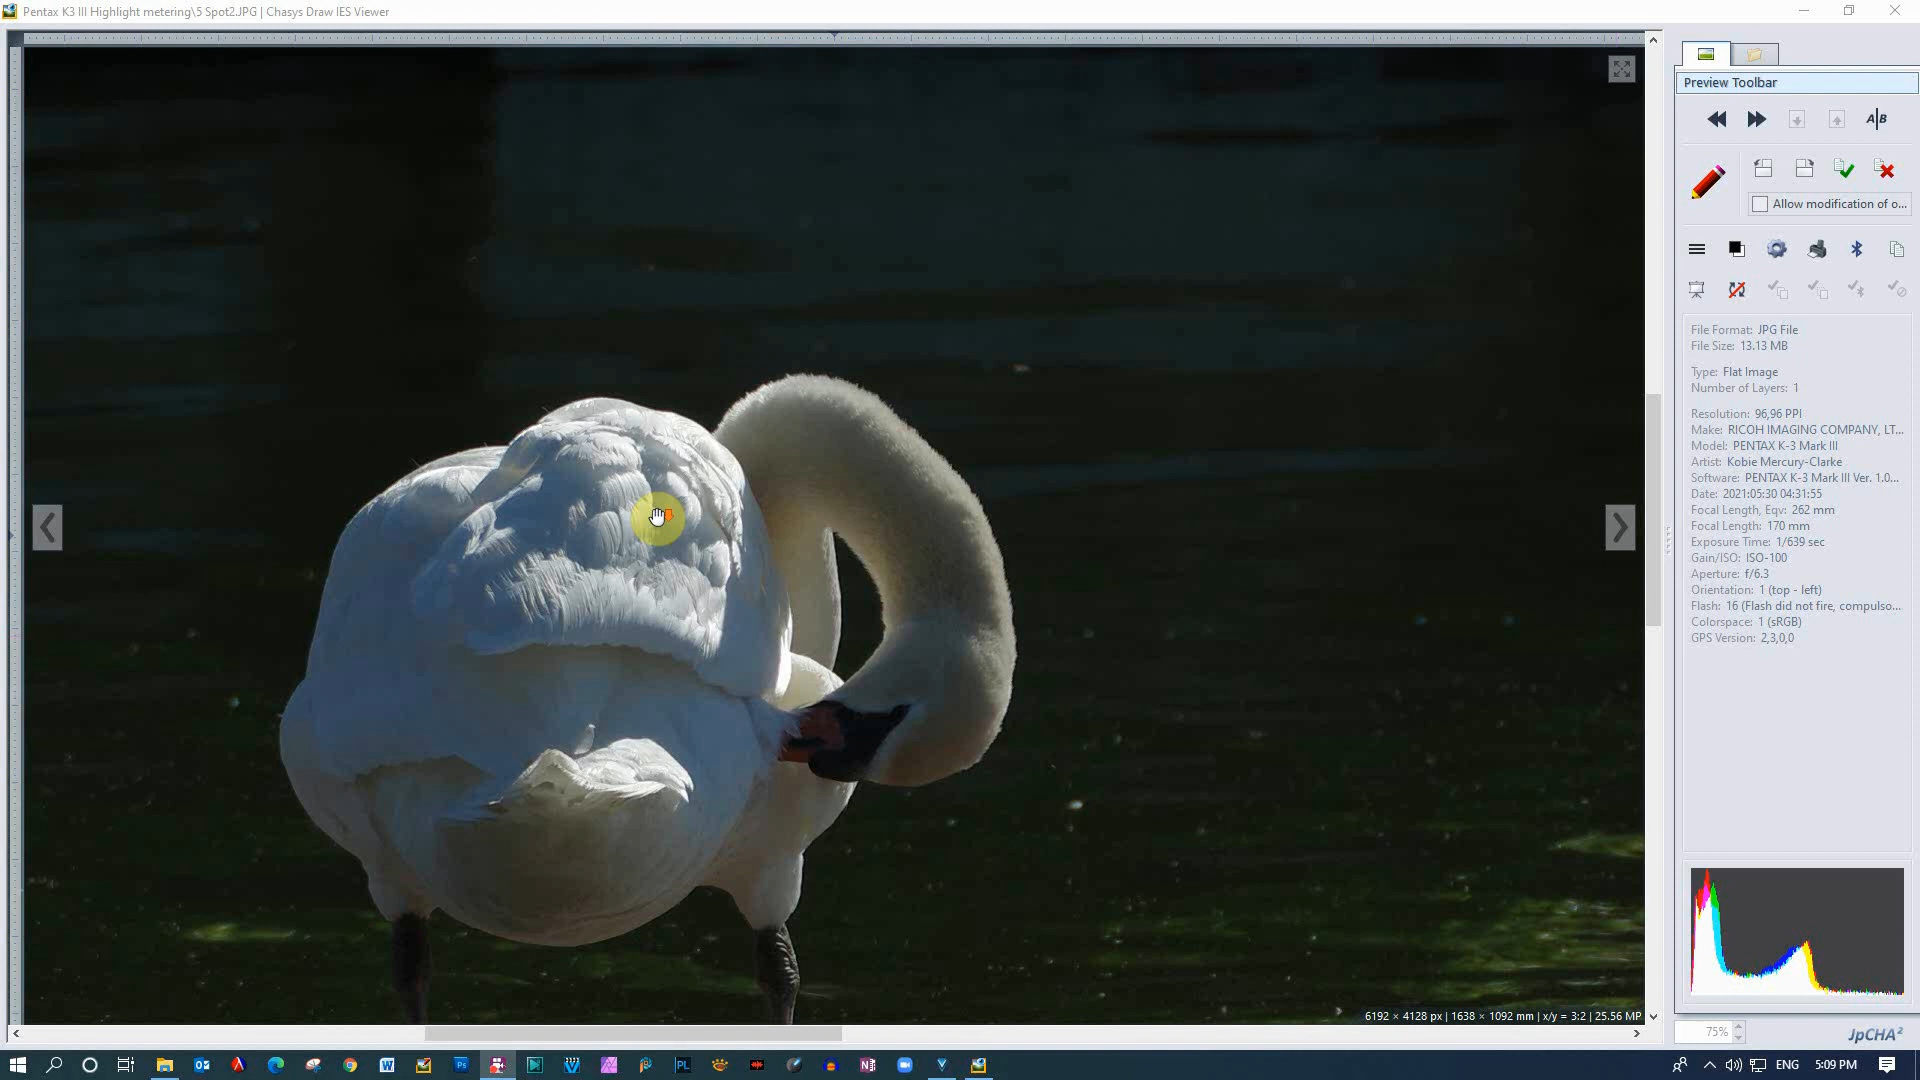 Pentax K3 III Highlight metering\5 Spot2.JPG | Chasys Draw IES Viewer
Preview Toolbar
A|B
Allow modification of o...
File Format: JPG File
File Size: 13.13 MB
Type: Flat Image
Number of Layers: 1
Resolution: 96,96 PPI
Make: RICOH IMAGING COMPANY, LT...
Model: PENTAX K-3 Mark III
Artist: Kobie Mercury-Clarke
Software: PENTAX K-3 Mark III Ver. 1.0...
Date: 2021:05:30 04:31:55
Focal Length, Eqv: 262 mm
Focal Length: 170 mm
Exposure Time: 1/639 sec
Gain/ISO: ISO-100
Aperture: f/6.3
Orientation: 1 (top - left)
Flash: 16 (Flash did not fire, compulso...
Colorspace: 1 (sRGB)
GPS Version: 2,3,0,0
6192 × 4128 px | 1638 × 1092 mm | x/y = 3:2 | 25.56 MP
75%
JpCHA²
ENG
5:09 PM